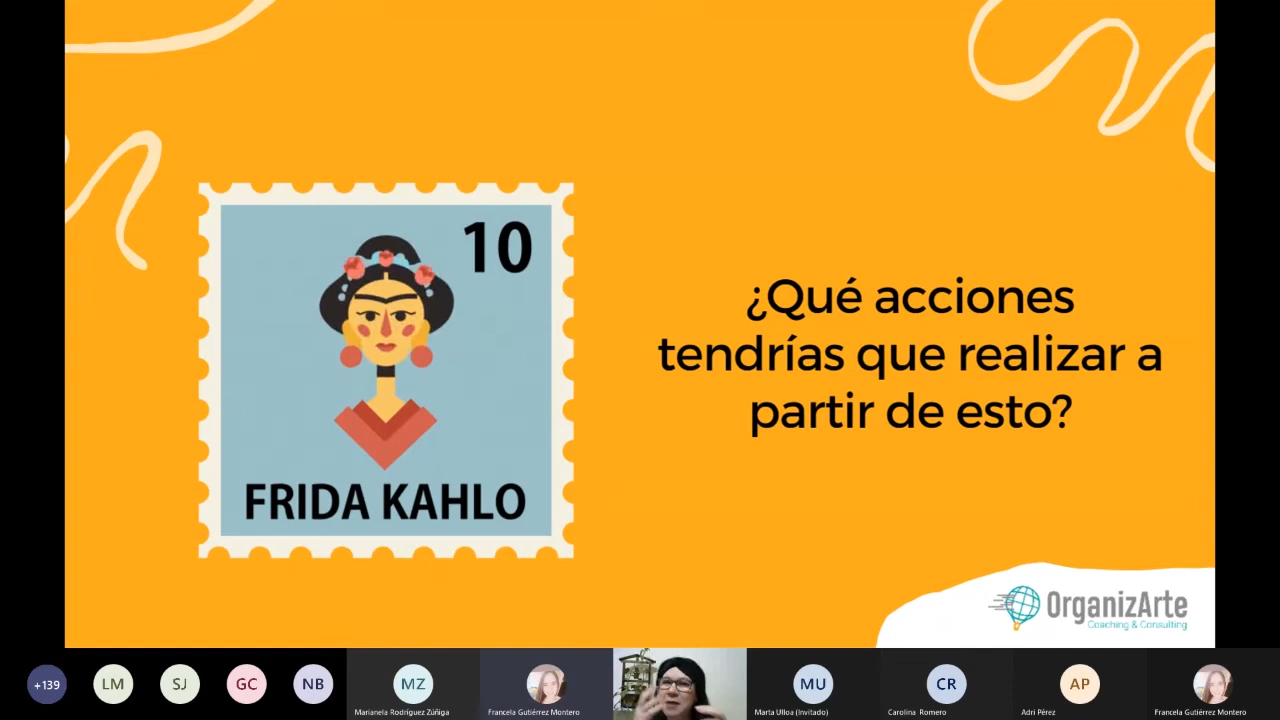 10
FRIDA KAHLO
¿Qué acciones
tendrías que realizar a
partir de esto?
OrganizArte
Coaching & Consulting
+139
LM
SJ
GC
NB
MZ
MU
CR
AP
Marianela Rodríguez Zúñiga
Francela Gutiérrez Montero
Marta Ulloa (Invitado)
Carolina Romero
Adri Pérez
Francela Gutiérrez Montero